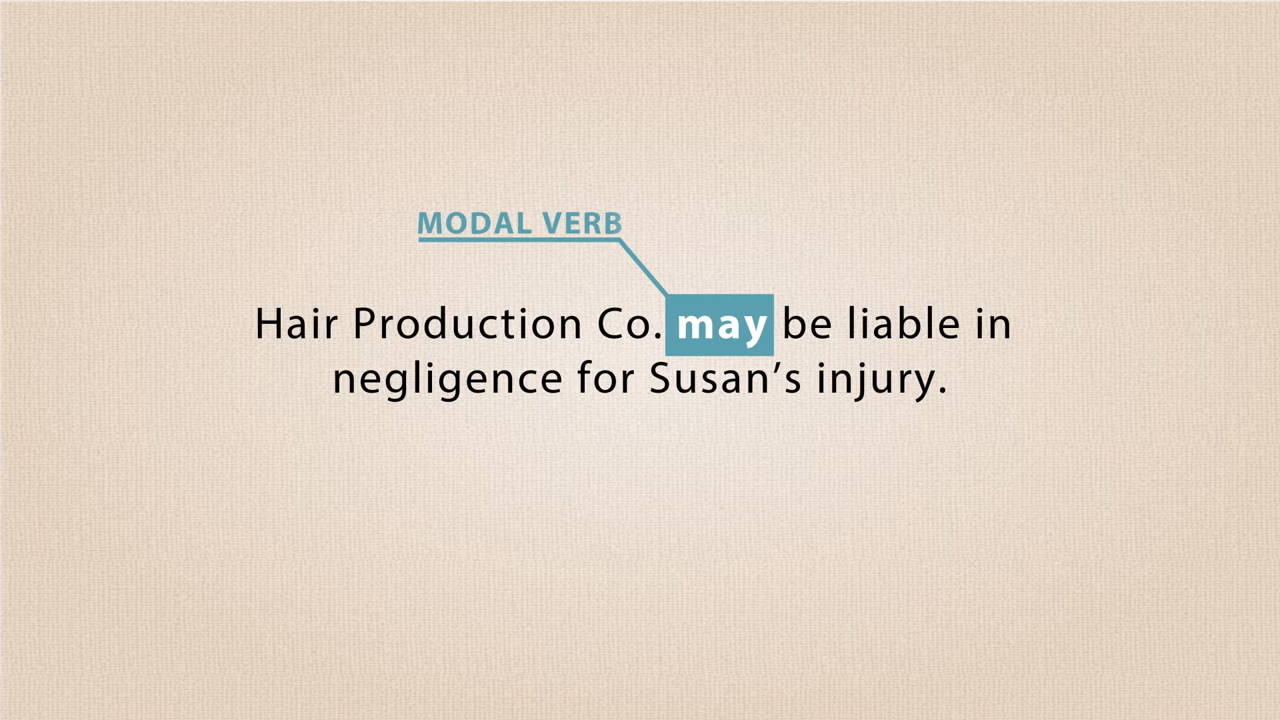 MODAL VERB
Hair Production Co. may be liable in
negligence for Susan’s injury.